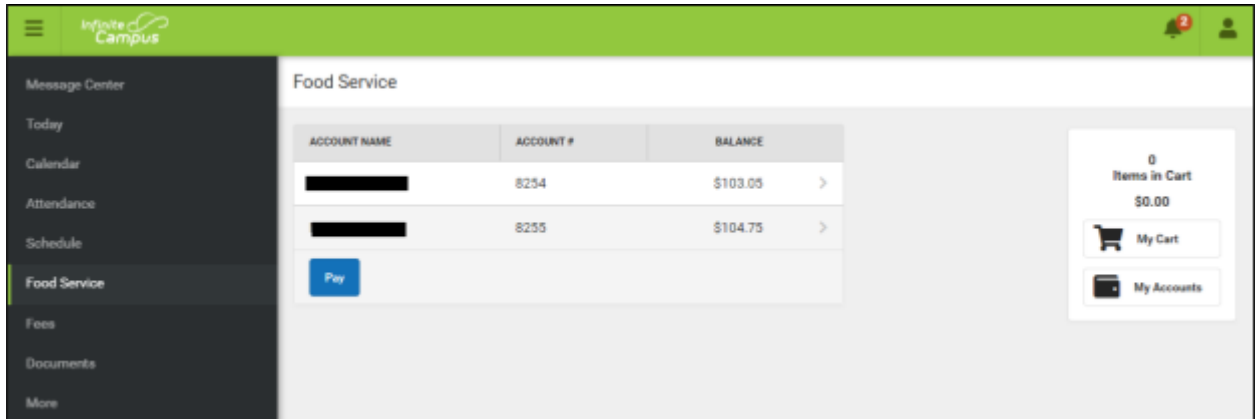 Infinite
Campus
2
Message Center
Today
Calendar
Attendance
Schedule
Food Service
Fees
Documents
More
Food Service
ACCOUNT NAME ACCOUNT # BALANCE
8254 $103.05
8255 $104.75
Pay
0
Items in Cart
$0.00
My Cart
My Accounts